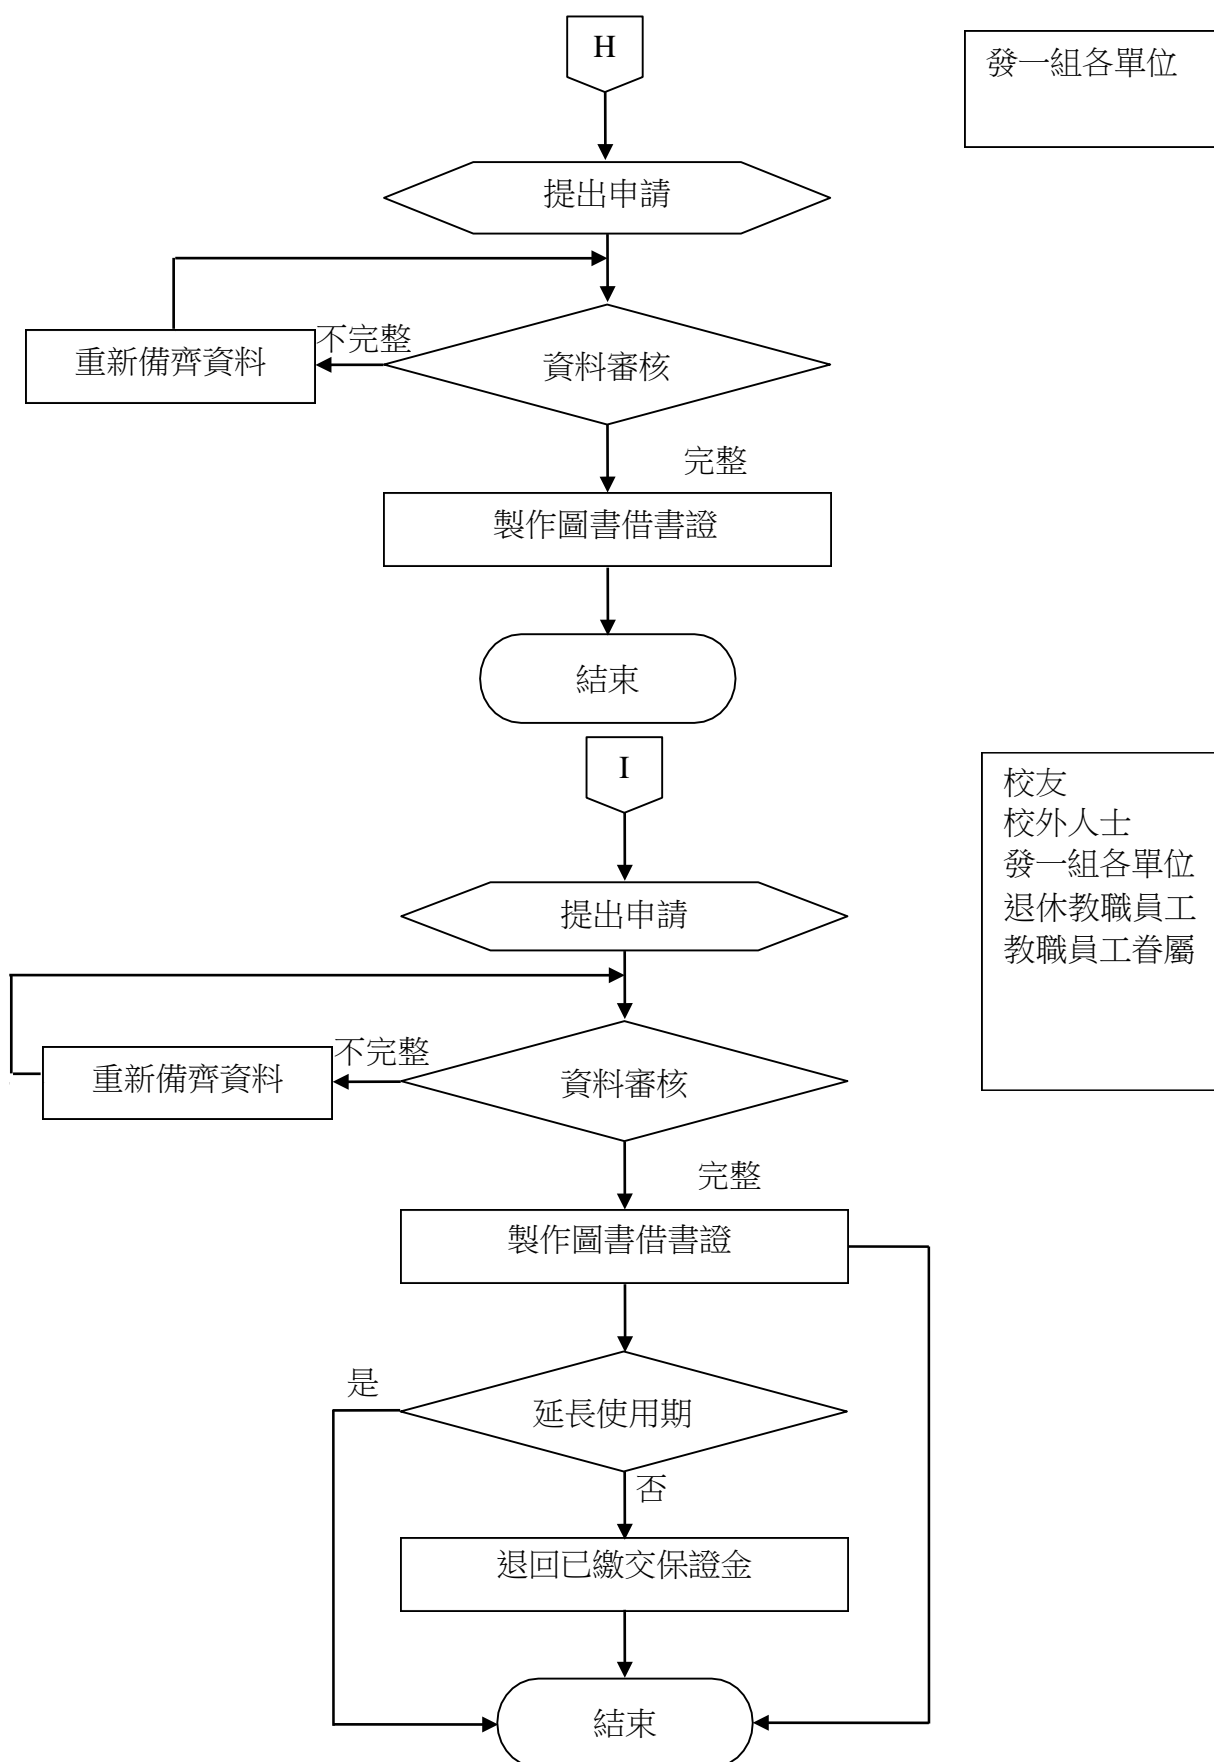 H
發一組各單位
提出申請
不完整
重新備齊資料
資料審核
完整
製作圖書借書證
結束
I
校友
校外人士
發一組各單位
退休教職員工
教職員工眷屬
提出申請
不完整
重新備齊資料
資料審核
完整
製作圖書借書證
是
延長使用期
否
退回已繳交保證金
結束